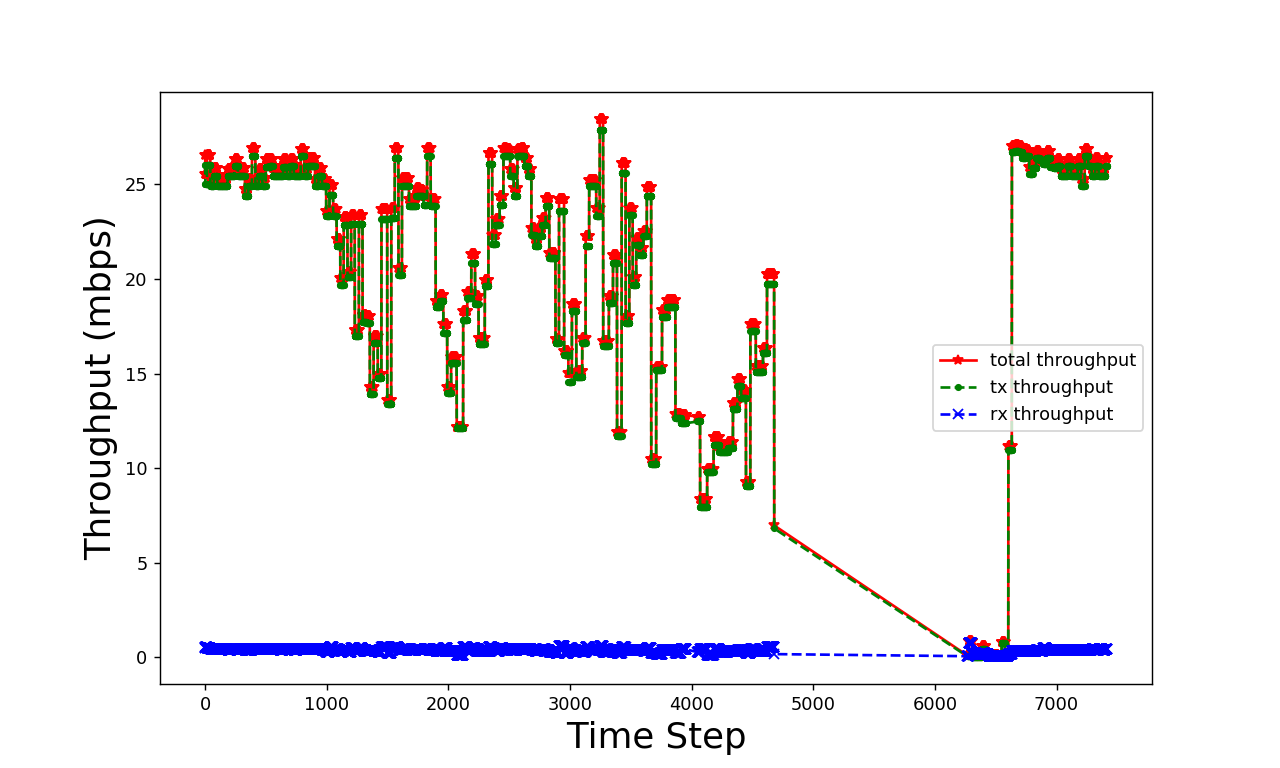 Throughput (mbps)
25
20
15
10
5
0
total throughput
tx throughput
rx throughput
0 1000 2000 3000 4000 5000 6000 7000
Time Step